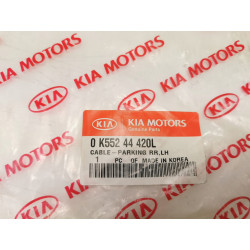 KIA MOTORS
KIA MOTORS
KIA
KIA
KIA MOTORS
Genuine Parts
0 K552 44 420L
CABLE-PARKING RR,LH
1 PC OF MADE IN KOREA
KIA
KIA MOTORS